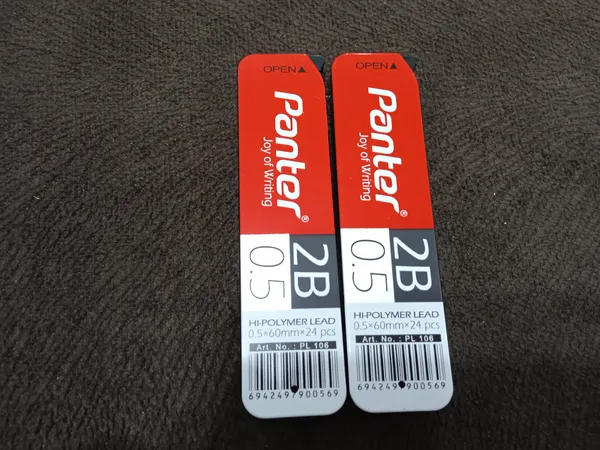 OPEN▲
Panter®
Joy of Writing
2B
0.5
HI-POLYMER LEAD
0.5×60mm×24 pcs
Art. No. : PL 106
6942497900569
OPEN▲
Panter®
Joy of Writing
2B
0.5
HI-POLYMER LEAD
0.5×60mm×24 pcs
Art. No. : PL 106
6942497900569